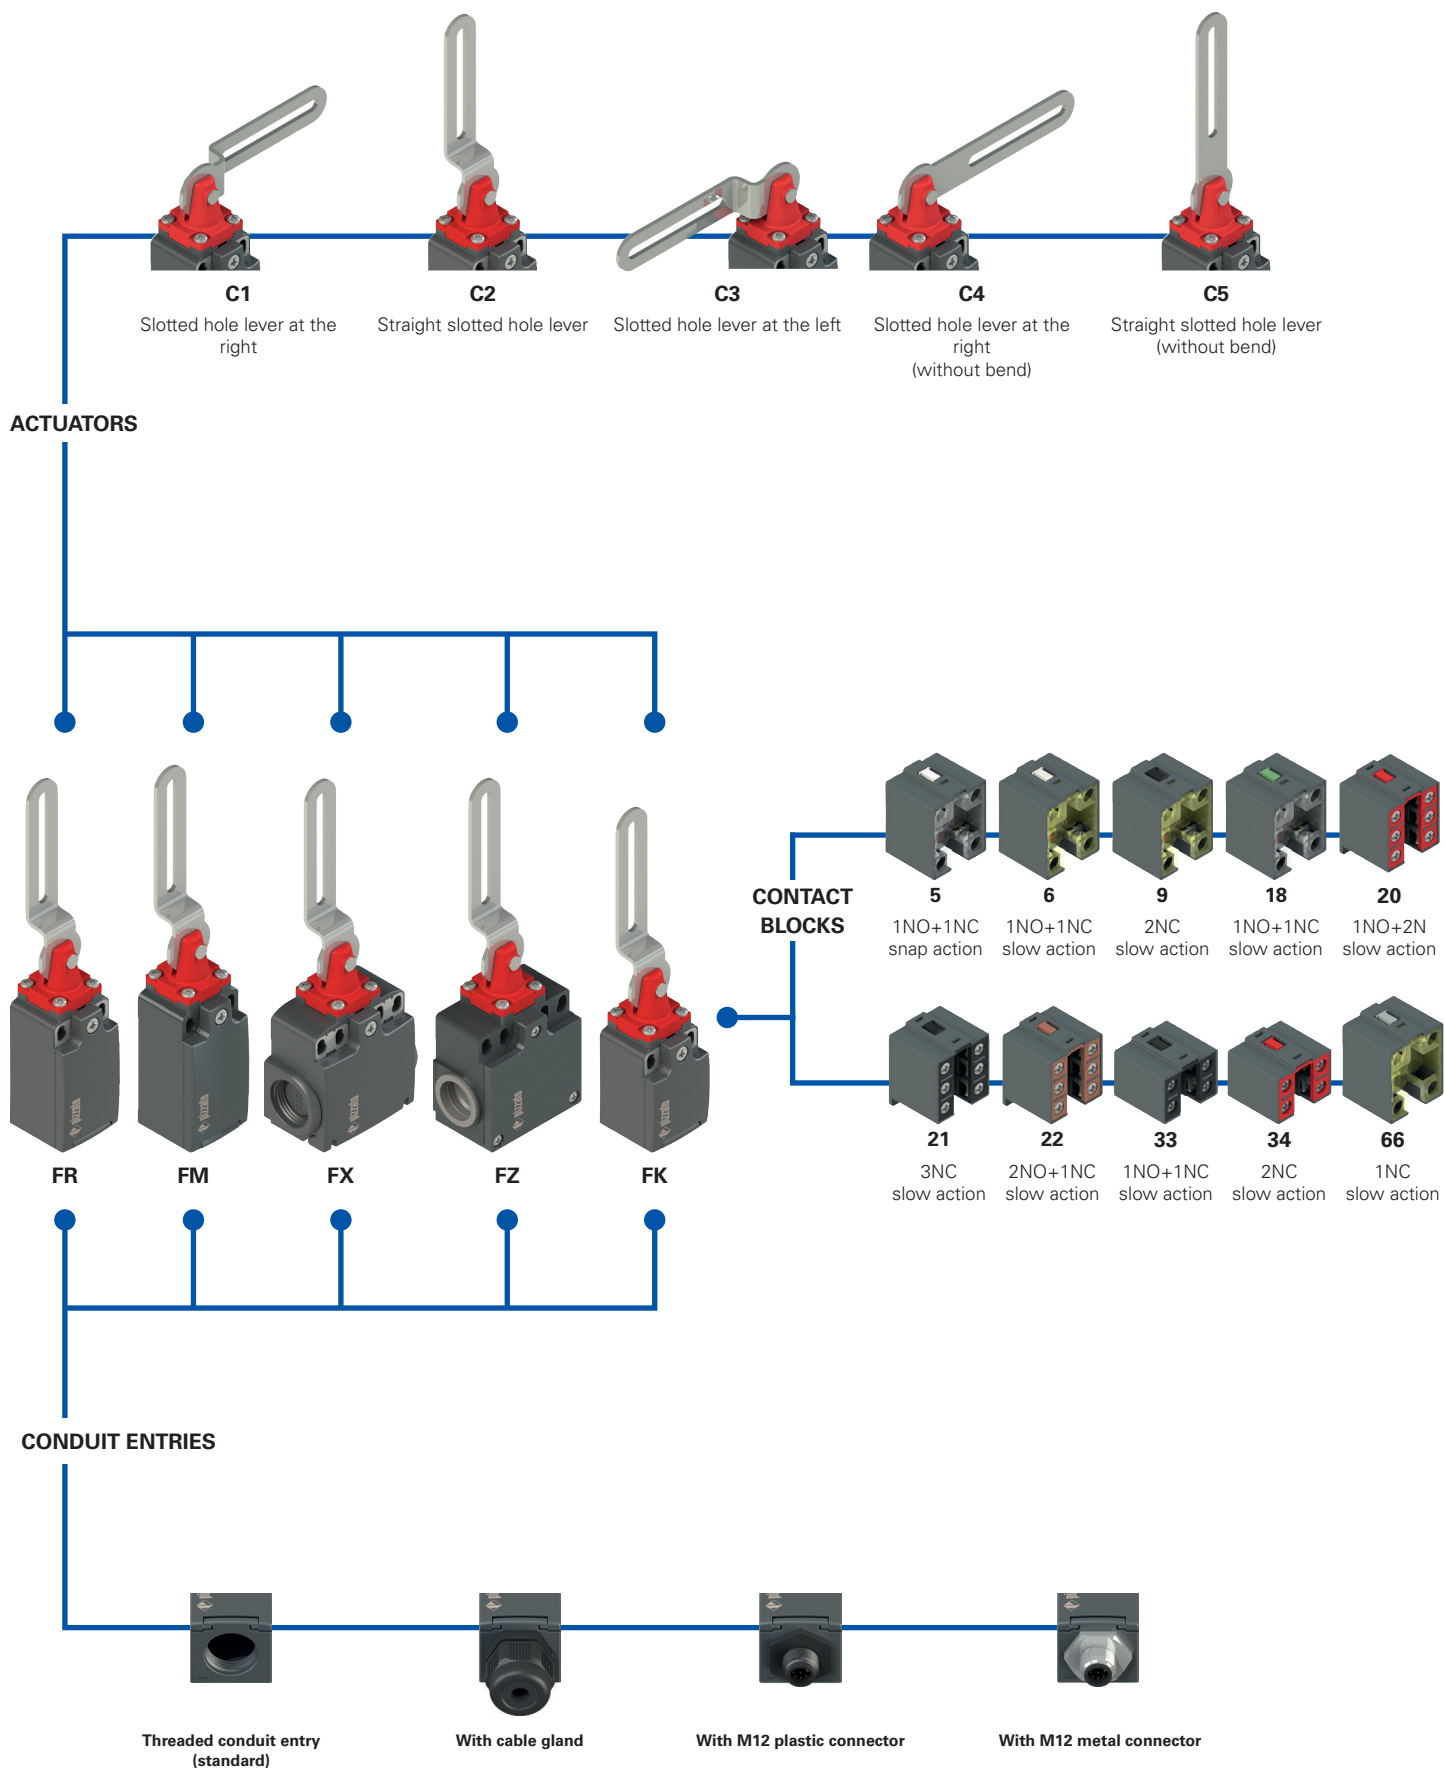 C1
Slotted hole lever at the
right
C2
Straight slotted hole lever
C3
Slotted hole lever at the left
C4
Slotted hole lever at the
right
(without bend)
C5
Straight slotted hole lever
(without bend)
ACTUATORS
pizzato
pizzato
pizzato
pizzato
pizzato
FR
FM
FX
FZ
FK
CONTACT
BLOCKS
5
1NO+1NC
snap action
6
1NO+1NC
slow action
9
2NC
slow action
18
1NO+1NC
slow action
20
1NO+2N
slow action
21
3NC
slow action
22
2NO+1NC
slow action
33
1NO+1NC
slow action
34
2NC
slow action
66
1NC
slow action
CONDUIT ENTRIES
Threaded conduit entry
(standard)
With cable gland
With M12 plastic connector
With M12 metal connector